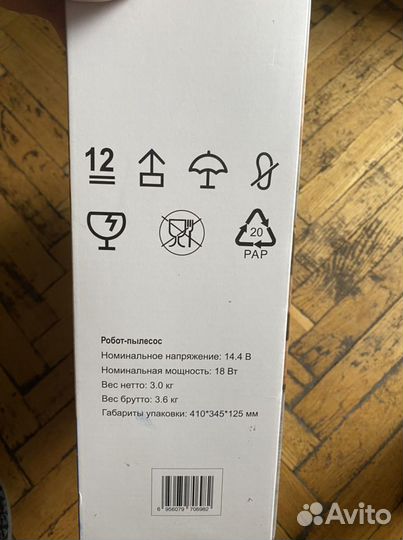 12
20
PAP
Робот-пылесос
Номинальное напряжение: 14.4 В
Номинальная мощность: 18 Вт
Вес нетто: 3.0 кг
Вес брутто: 3.6 кг
Габариты упаковки: 410*345*125 мм
6 956079 706982
Avito